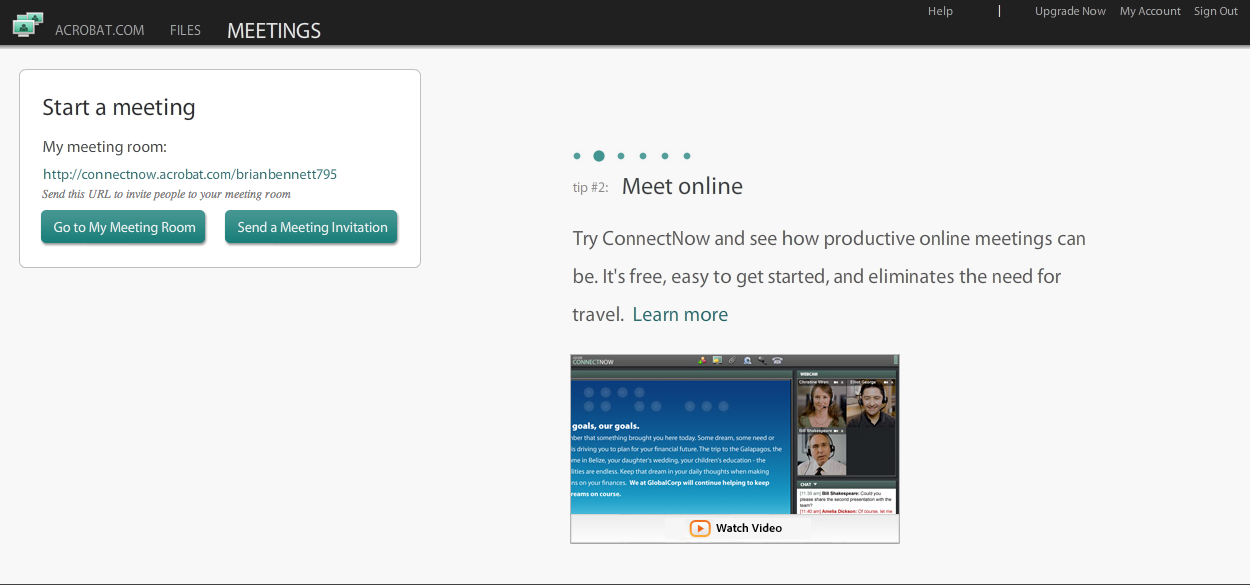 ACROBAT.COM FILES MEETINGS
Help | Upgrade Now My Account Sign Out
Start a meeting
My meeting room:
http://connectnow.acrobat.com/brianbennett795
Send this URL to invite people to your meeting room
Go to My Meeting Room Send a Meeting Invitation
tip #2: Meet online
Try ConnectNow and see how productive online meetings can
be. It's free, easy to get started, and eliminates the need for
travel. Learn more
CONNECTNOW
WEBCAM
Christine Wren Elliot George
Bill Shakespeare
goals, our goals.
ber that something brought you here today. Some dream, some need or
is driving you to plan for your financial future. The trip to the Galapagos, the
me in Belize, your daughter's wedding, your children's education - the
lities are endless. Keep that dream in your daily thoughts when making
ns on your finances. We at GlobalCorp will continue helping to keep
reams on course.
CHAT
[11:39 am] Bill Shakespeare: Could you
please share the second presentation with the
team?
[11:40 am] Amelia Dickson: Of course, let me
Watch Video